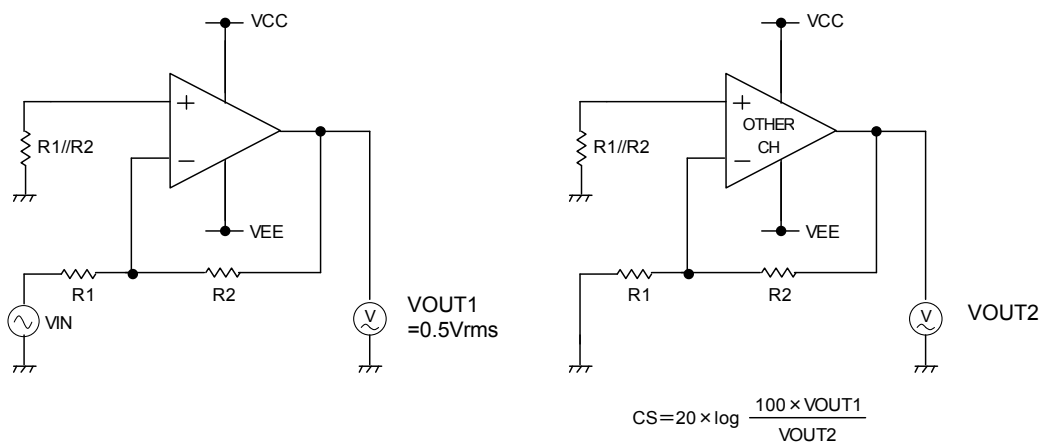 VCC
R1//R2
+
−
VEE
R1
R2
VIN
V
VOUT1
=0.5Vrms
VCC
R1//R2
+
OTHER
CH
−
VEE
R1
R2
V
VOUT2
CS=20×log 100×VOUT1
VOUT2